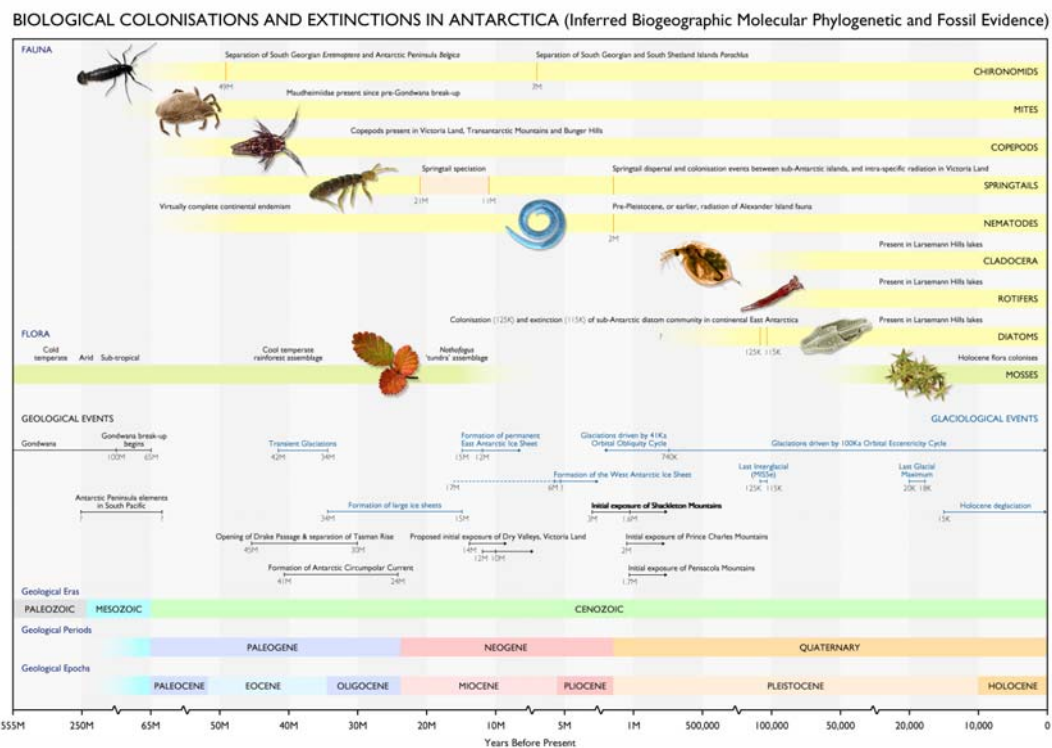 BIOLOGICAL COLONISATIONS AND EXTINCTIONS IN ANTARCTICA (Inferred Biogeographic Molecular Phylogenetic and Fossil Evidence)
FAUNA
Separation of South Georgian Eretmoptera and Antarctic Peninsula Belgica
Separation of South Georgian and South Shetland Islands Parochlus
CHIRONOMIDS
49M
Maudheimiidae present since pre-Gondwana break-up
MITES
Copepods present in Victoria Land, Transantarctic Mountains and Bunger Hills
COPEPODS
Springtail speciation
Springtail dispersal and colonisation events between sub-Antarctic islands, and intra-specific radiation in Victoria Land
SPRINGTAILS
21M 11M
Virtually complete continental endemism
Pre-Pleistocene, or earlier, radiation of Alexander Island fauna
NEMATODES
2M
Present in Larsemann Hills lakes
CLADOCERA
Present in Larsemann Hills lakes
ROTIFERS
Colonisation (125K) and extinction (115K) of sub-Antarctic diatom community in continental East Antarctica
Present in Larsemann Hills lakes
?
DIATOMS
125K 115K
FLORA
Cold temperate
Arid
Sub-tropical
Cool temperate
rainforest assemblage
Nothofagus
'tundra' assemblage
Holocene flora colonises
MOSSES
GEOLOGICAL EVENTS
GLACIOLOGICAL EVENTS
Gondwana
Gondwana break-up
begins
100M 65M
Transient Glaciations
42M 34M
Formation of permanent
East Antarctic Ice Sheet
15M 12M
Glaciations driven by 41Ka
Orbital Obliquity Cycle
740K
Glaciations driven by 100Ka Orbital Eccentricity Cycle
17M
6M
Formation of the West Antarctic Ice Sheet
Last Interglacial
(MIS5e)
125K 115K
Last Glacial
Maximum
20K 18K
Antarctic Peninsula elements
in South Pacific
? ?
Formation of large ice sheets
34M 15M
Initial exposure of Shackleton Mountains
1.6M
Holocene deglaciation
15K
Opening of Drake Passage & separation of Tasman Rise
45M 30M
Proposed initial exposure of Dry Valleys, Victoria Land
14M
12M 10M
Initial exposure of Prince Charles Mountains
2M
Formation of Antarctic Circumpolar Current
41M 24M
Initial exposure of Pensacola Mountains
1.7M
Geological Eras
PALEOZOIC MESOZOIC CENOZOIC
Geological Periods
PALEOGENE NEOGENE QUATERNARY
Geological Epochs
PALEOCENE EOCENE OLIGOCENE MIOCENE PLIOCENE PLEISTOCENE HOLOCENE
555M 250M 65M 50M 40M 30M 20M 10M 5M 1M 500,000 100,000 50,000 20,000 10,000 0
Years Before Present